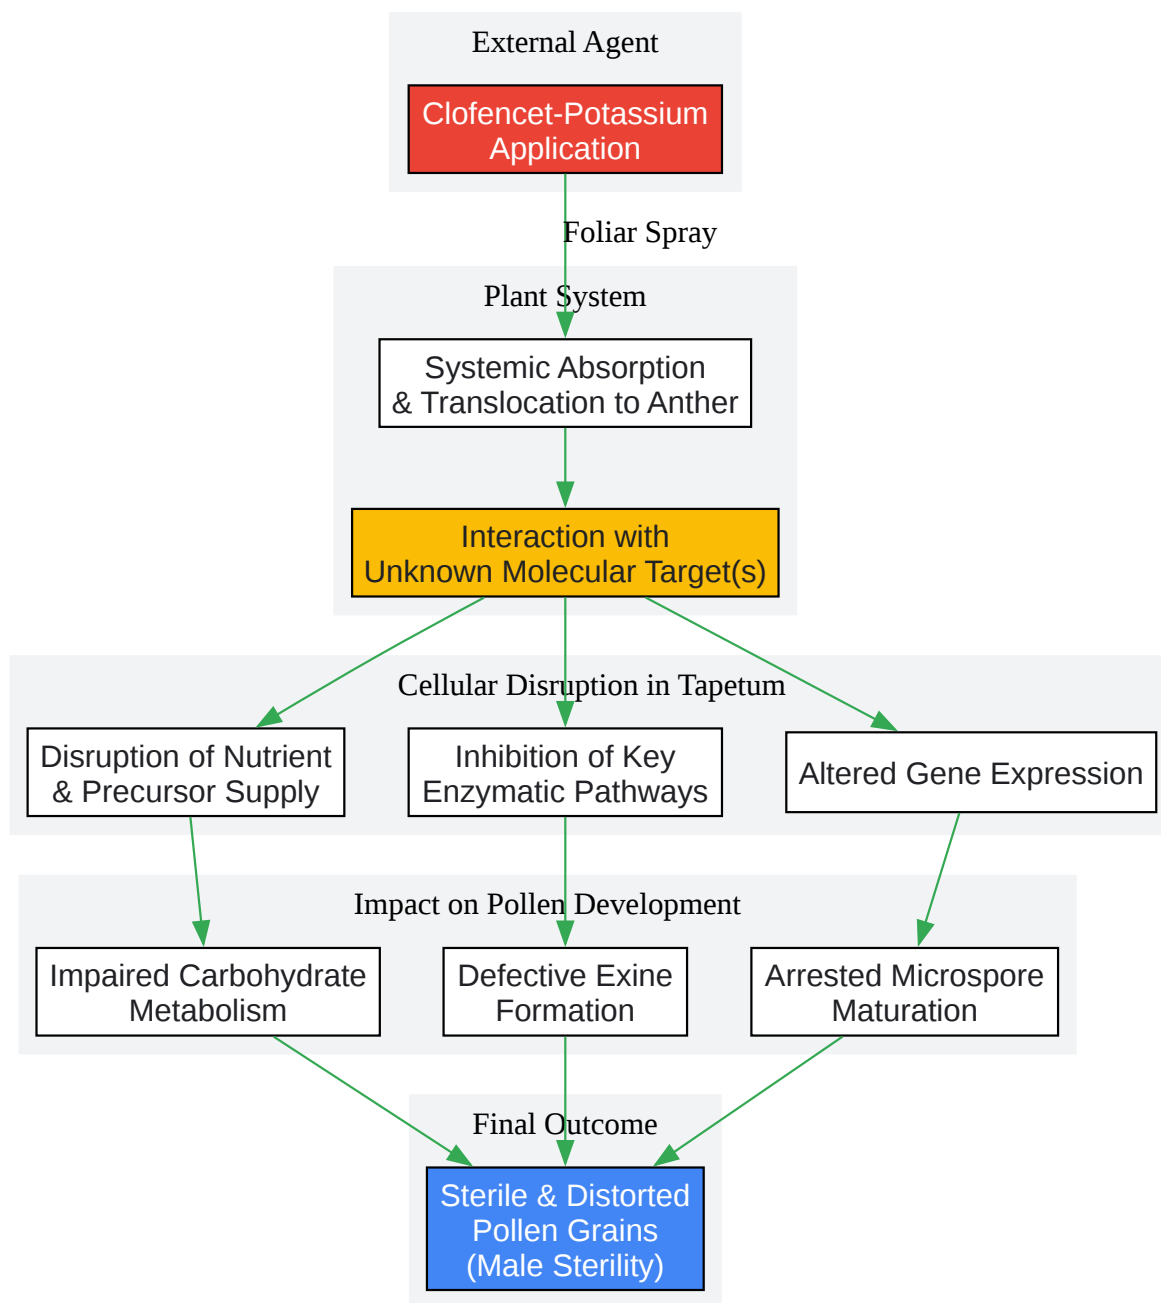 External Agent
Clofencet-Potassium
Application
Foliar Spray
Plant System
Systemic Absorption
& Translocation to Anther
Interaction with
Unknown Molecular Target(s)
Cellular Disruption in Tapetum
Disruption of Nutrient
& Precursor Supply
Inhibition of Key
Enzymatic Pathways
Altered Gene Expression
Impact on Pollen Development
Impaired Carbohydrate
Metabolism
Defective Exine
Formation
Arrested Microspore
Maturation
Final Outcome
Sterile & Distorted
Pollen Grains
(Male Sterility)